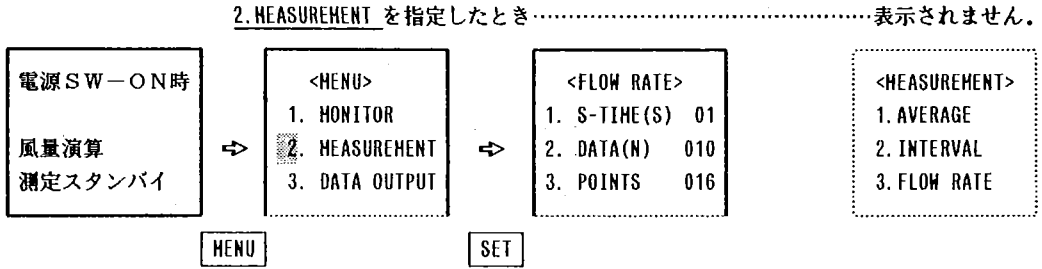 2.MEASUREMENT を指定したとき…………………………………表示されません.
電源SW－ON時
風量演算
測定スタンバイ
⇨
<MENU>
1. MONITOR
2. MEASUREMENT
3. DATA OUTPUT
⇨
<FLOW RATE>
1. S-TIME(S) 01
2. DATA(N) 010
3. POINTS 016
<MEASUREMENT>
1.AVERAGE
2.INTERVAL
3.FLOW RATE
MENU
SET